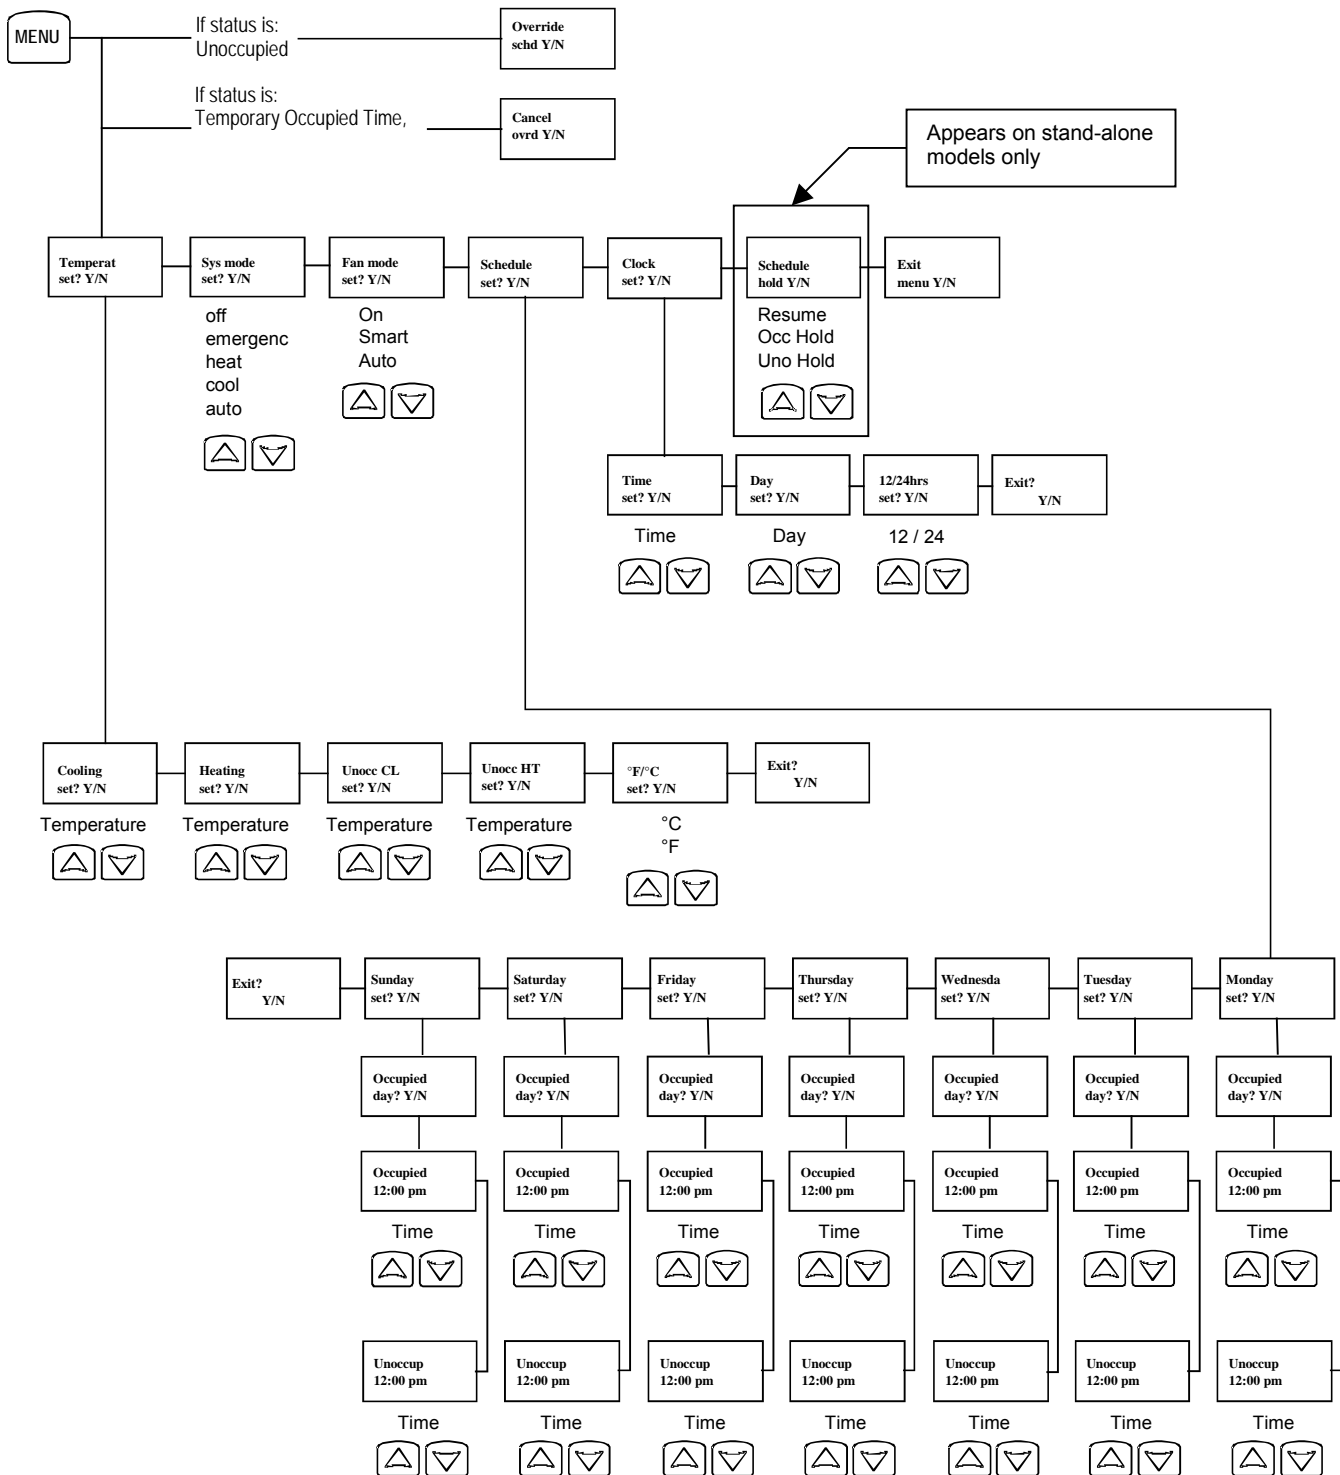 MENU
If status is:
Unoccupied
Override
schd Y/N
If status is:
Temporary Occupied Time,
Cancel
ovrd Y/N
Appears on stand-alone
models only
Temperat
set? Y/N
Sys mode
set? Y/N
Fan mode
set? Y/N
Schedule
set? Y/N
Clock
set? Y/N
Schedule
hold Y/N
Exit
menu Y/N
off
emergenc
heat
cool
auto
On
Smart
Auto
Resume
Occ Hold
Uno Hold
Time
set? Y/N
Day
set? Y/N
12/24hrs
set? Y/N
Exit?
Y/N
Time
Day
12 / 24
Cooling
set? Y/N
Heating
set? Y/N
Unocc CL
set? Y/N
Unocc HT
set? Y/N
°F/°C
set? Y/N
Exit?
Y/N
Temperature
Temperature
Temperature
Temperature
°C
°F
Exit?
Y/N
Sunday
set? Y/N
Saturday
set? Y/N
Friday
set? Y/N
Thursday
set? Y/N
Wednesda
set? Y/N
Tuesday
set? Y/N
Monday
set? Y/N
Occupied
day? Y/N
Occupied
day? Y/N
Occupied
day? Y/N
Occupied
day? Y/N
Occupied
day? Y/N
Occupied
day? Y/N
Occupied
day? Y/N
Occupied
12:00 pm
Occupied
12:00 pm
Occupied
12:00 pm
Occupied
12:00 pm
Occupied
12:00 pm
Occupied
12:00 pm
Occupied
12:00 pm
Time
Time
Time
Time
Time
Time
Time
Unoccup
12:00 pm
Unoccup
12:00 pm
Unoccup
12:00 pm
Unoccup
12:00 pm
Unoccup
12:00 pm
Unoccup
12:00 pm
Unoccup
12:00 pm
Time
Time
Time
Time
Time
Time
Time